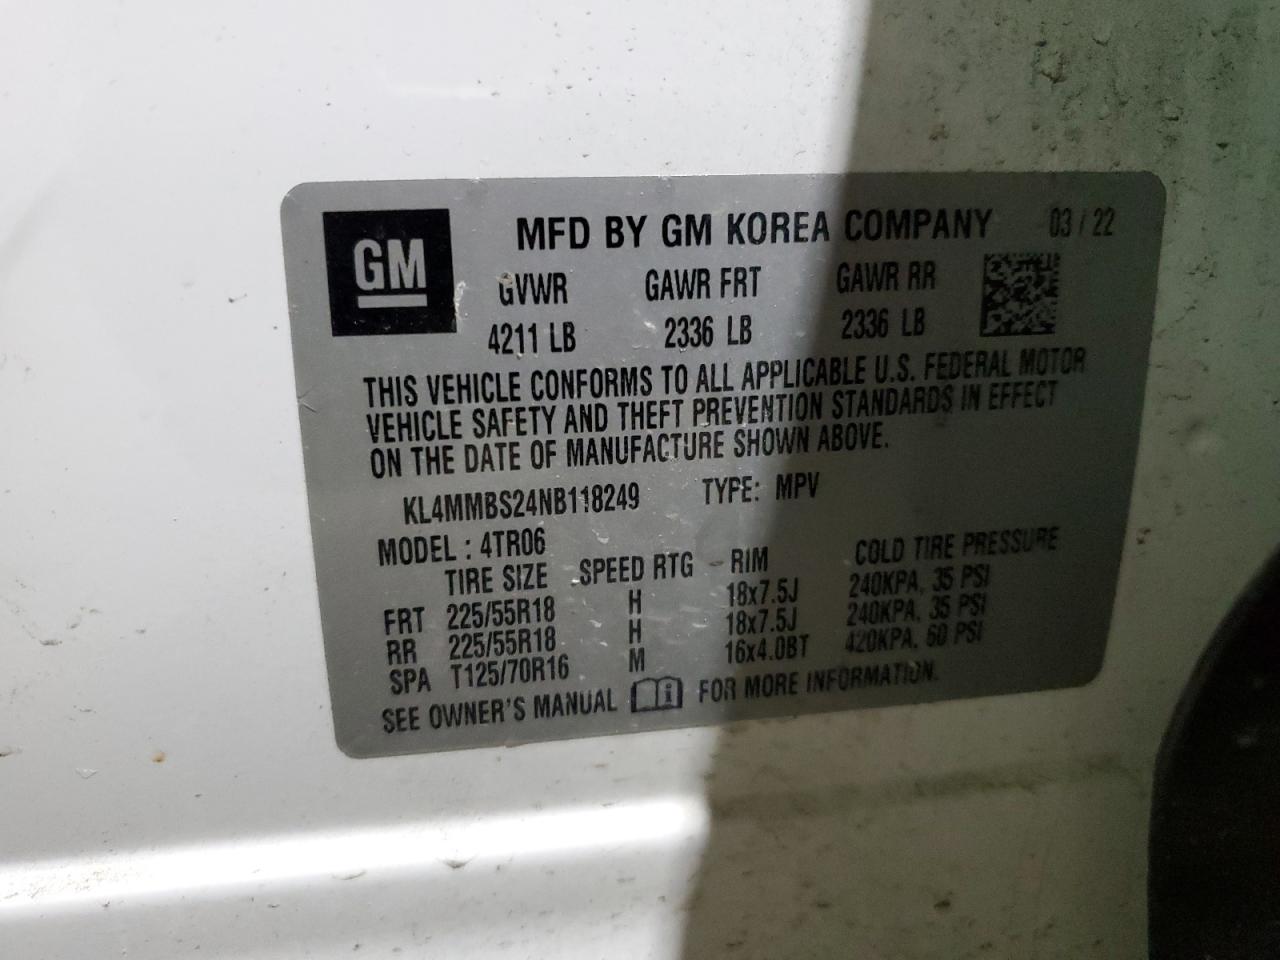 GM
MFD BY GM KOREA COMPANY 03 / 22
GVWR GAWR FRT GAWR RR
4211 LB 2336 LB 2336 LB
THIS VEHICLE CONFORMS TO ALL APPLICABLE U.S. FEDERAL MOTOR
VEHICLE SAFETY AND THEFT PREVENTION STANDARDS IN EFFECT
ON THE DATE OF MANUFACTURE SHOWN ABOVE.
KL4MMBS24NB118249 TYPE: MPV
MODEL : 4TR06
TIRE SIZE SPEED RTG RIM COLD TIRE PRESSURE
FRT 225/55R18 H 18x7.5J 240KPA, 35 PSI
RR 225/55R18 H 18x7.5J 240KPA, 35 PSI
SPA T125/70R16 M 16x4.0BT 420KPA, 60 PSI
SEE OWNER'S MANUAL i FOR MORE INFORMATION.